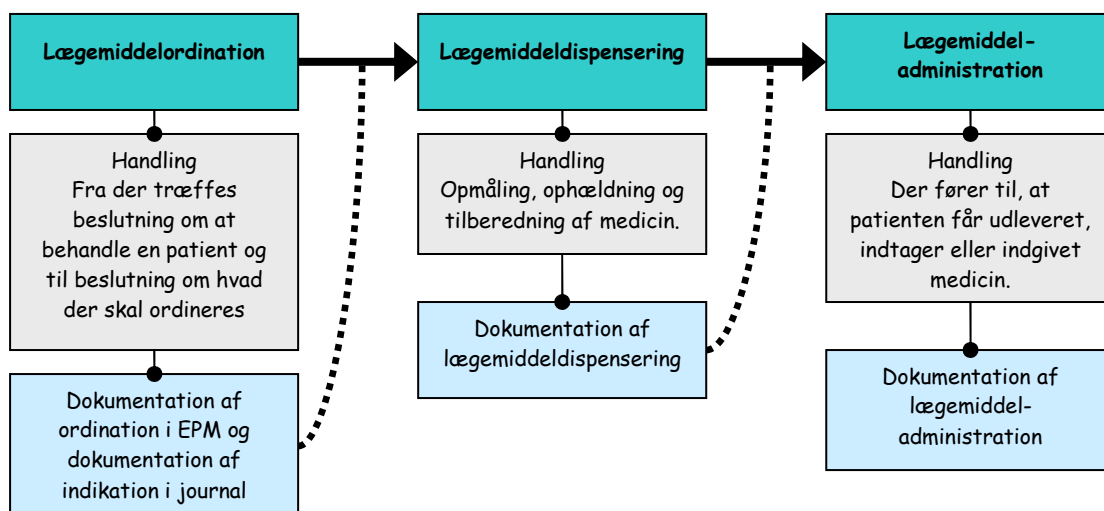 Lægemiddelordination
Handling
Fra der træffes
beslutning om at
behandle en patient og
til beslutning om hvad
der skal ordineres
Dokumentation af
ordination i EPM og
dokumentation af
indikation i journal
Lægemiddeldispensering
Handling
Opmåling, ophældning og
tilberedning af medicin.
Dokumentation af
lægemiddeldispensering
Lægemiddel-
administration
Handling
Der fører til, at
patienten får udleveret,
indtager eller indgivet
medicin.
Dokumentation af
lægemiddel-
administration